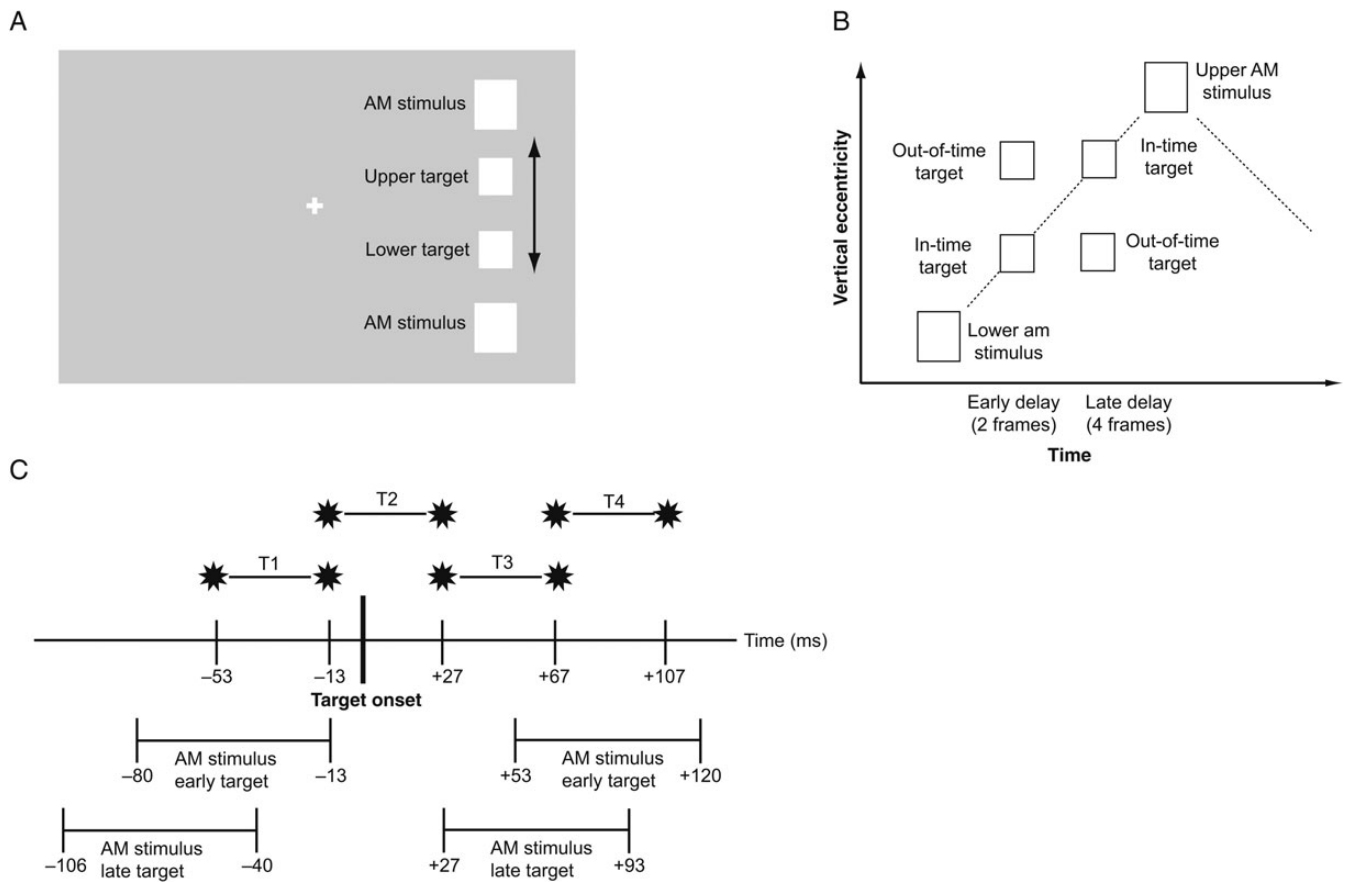 A
AM stimulus
Upper target
Lower target
AM stimulus
B
Vertical eccentricity
Upper AM
stimulus
Out-of-time
target
In-time
target
In-time
target
Out-of-time
target
Lower am
stimulus
Early delay
(2 frames)
Late delay
(4 frames)
Time
C
T2
T4
T1
T3
Time (ms)
–53
–13
+27
+67
+107
Target onset
AM stimulus
early target
–80
–13
AM stimulus
early target
+53
+120
AM stimulus
late target
–106
–40
AM stimulus
late target
+27
+93